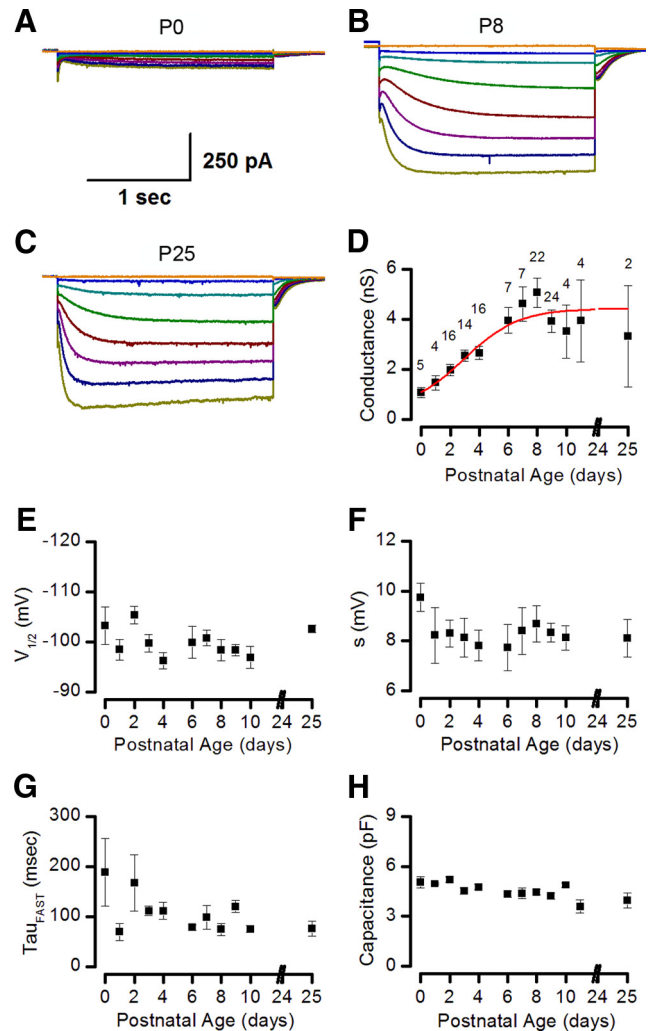 A
P0
250 pA
1 sec
B
P8
C
P25
D
Conductance (nS)
6
4
2
0
5
4
16
14
16
7
7
22
24
4
4
2
0 2 4 6 8 10 24 25
Postnatal Age (days)
E
V1/2 (mV)
-120
-110
-100
-90
0 2 4 6 8 10 24 25
Postnatal Age (days)
F
s (mV)
12
10
8
6
0 2 4 6 8 10 24 25
Postnatal Age (days)
G
TauFAST (msec)
300
200
100
0
0 2 4 6 8 10 24 25
Postnatal Age (days)
H
Capacitance (pF)
9
6
3
0
0 2 4 6 8 10 24 25
Postnatal Age (days)